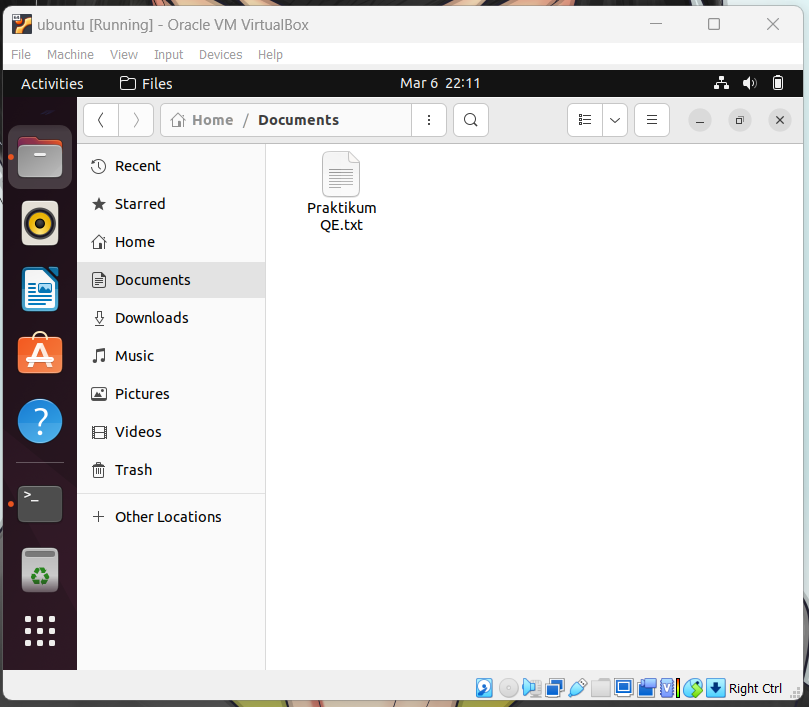 ubuntu [Running] - Oracle VM VirtualBox
File Machine View Input Devices Help
Activities Files Mar 6 22:11
Home / Documents
Recent
Starred
Home
Documents
Downloads
Music
Pictures
Videos
Trash
+ Other Locations
Praktikum
QE.txt
>_
?
V
Right Ctrl